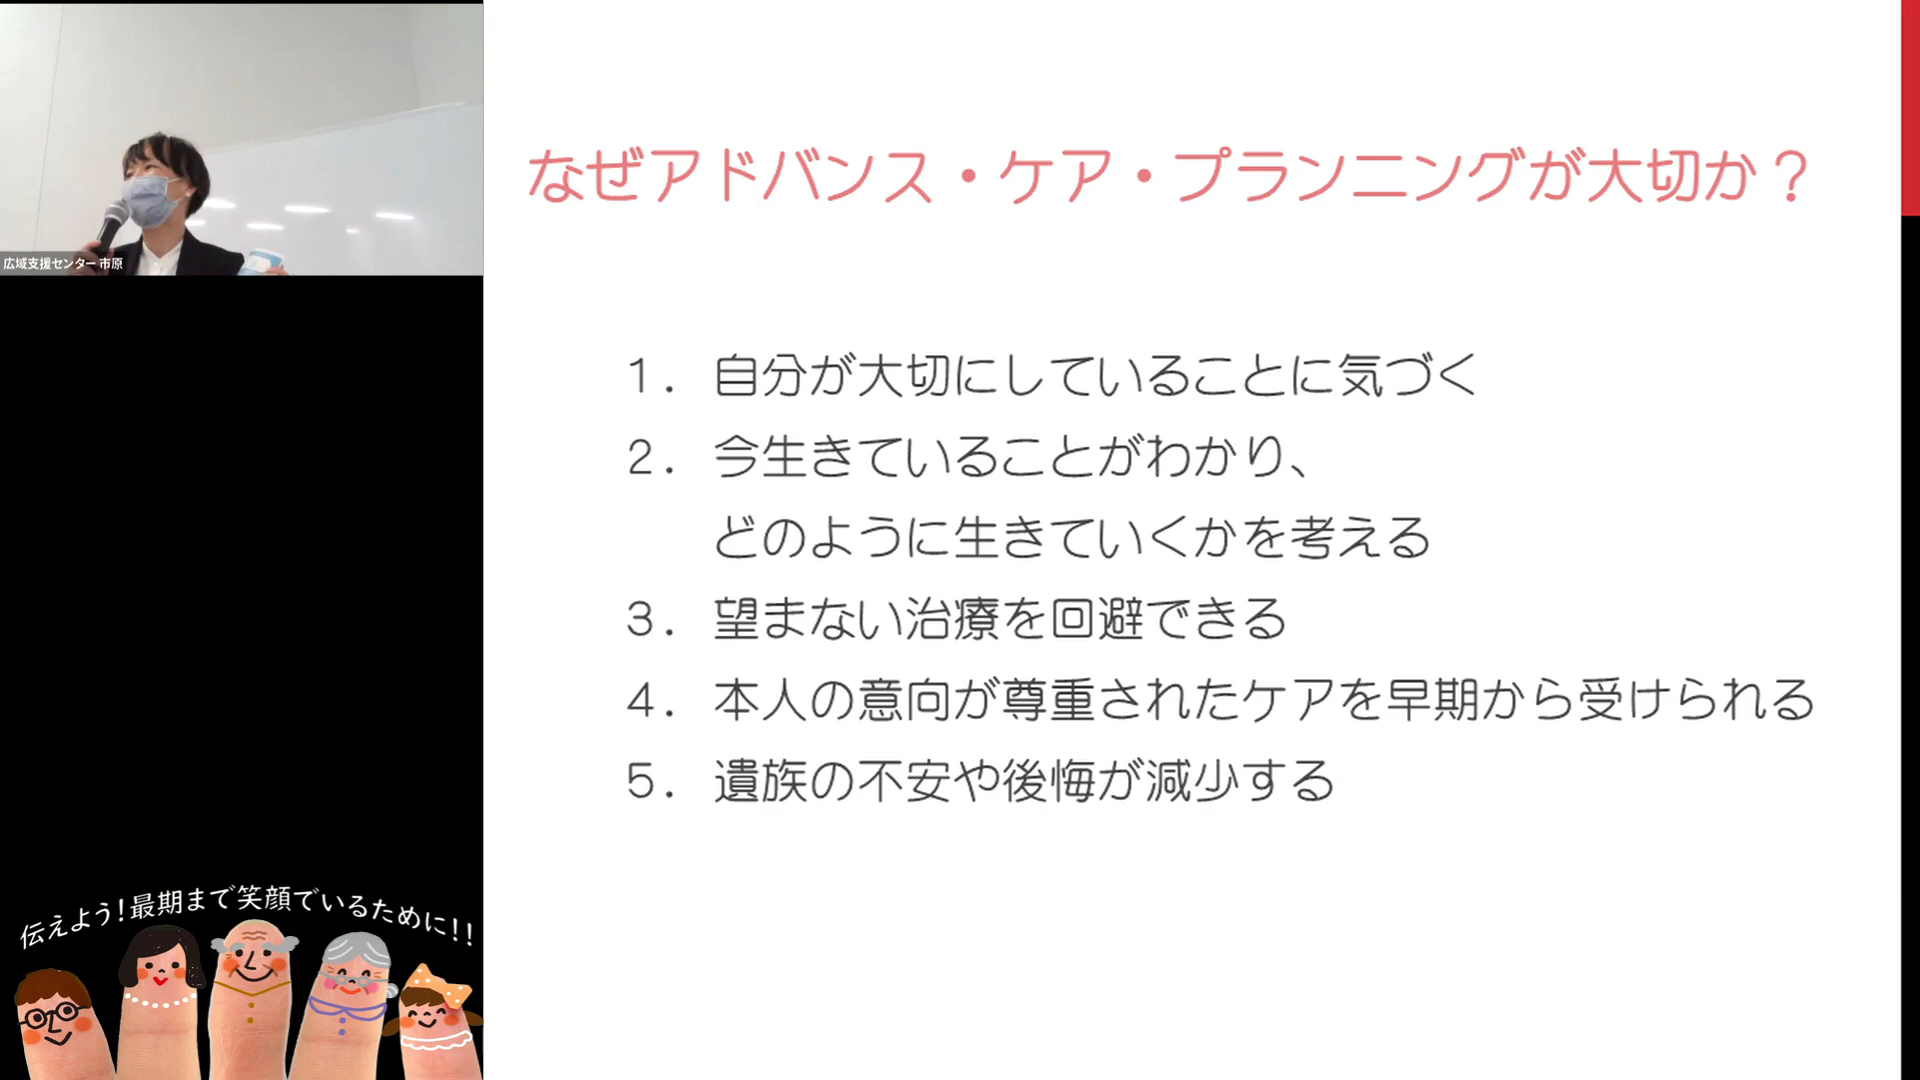 広域支援センター 市原
なぜアドバンス・ケア・プランニングが大切か？
１．自分が大切にしていることに気づく
２．今生きていることがわかり、
どのように生きていくかを考える
３．望まない治療を回避できる
４．本人の意向が尊重されたケアを早期から受けられる
５．遺族の不安や後悔が減少する
伝えよう！最期まで笑顔でいるために！！